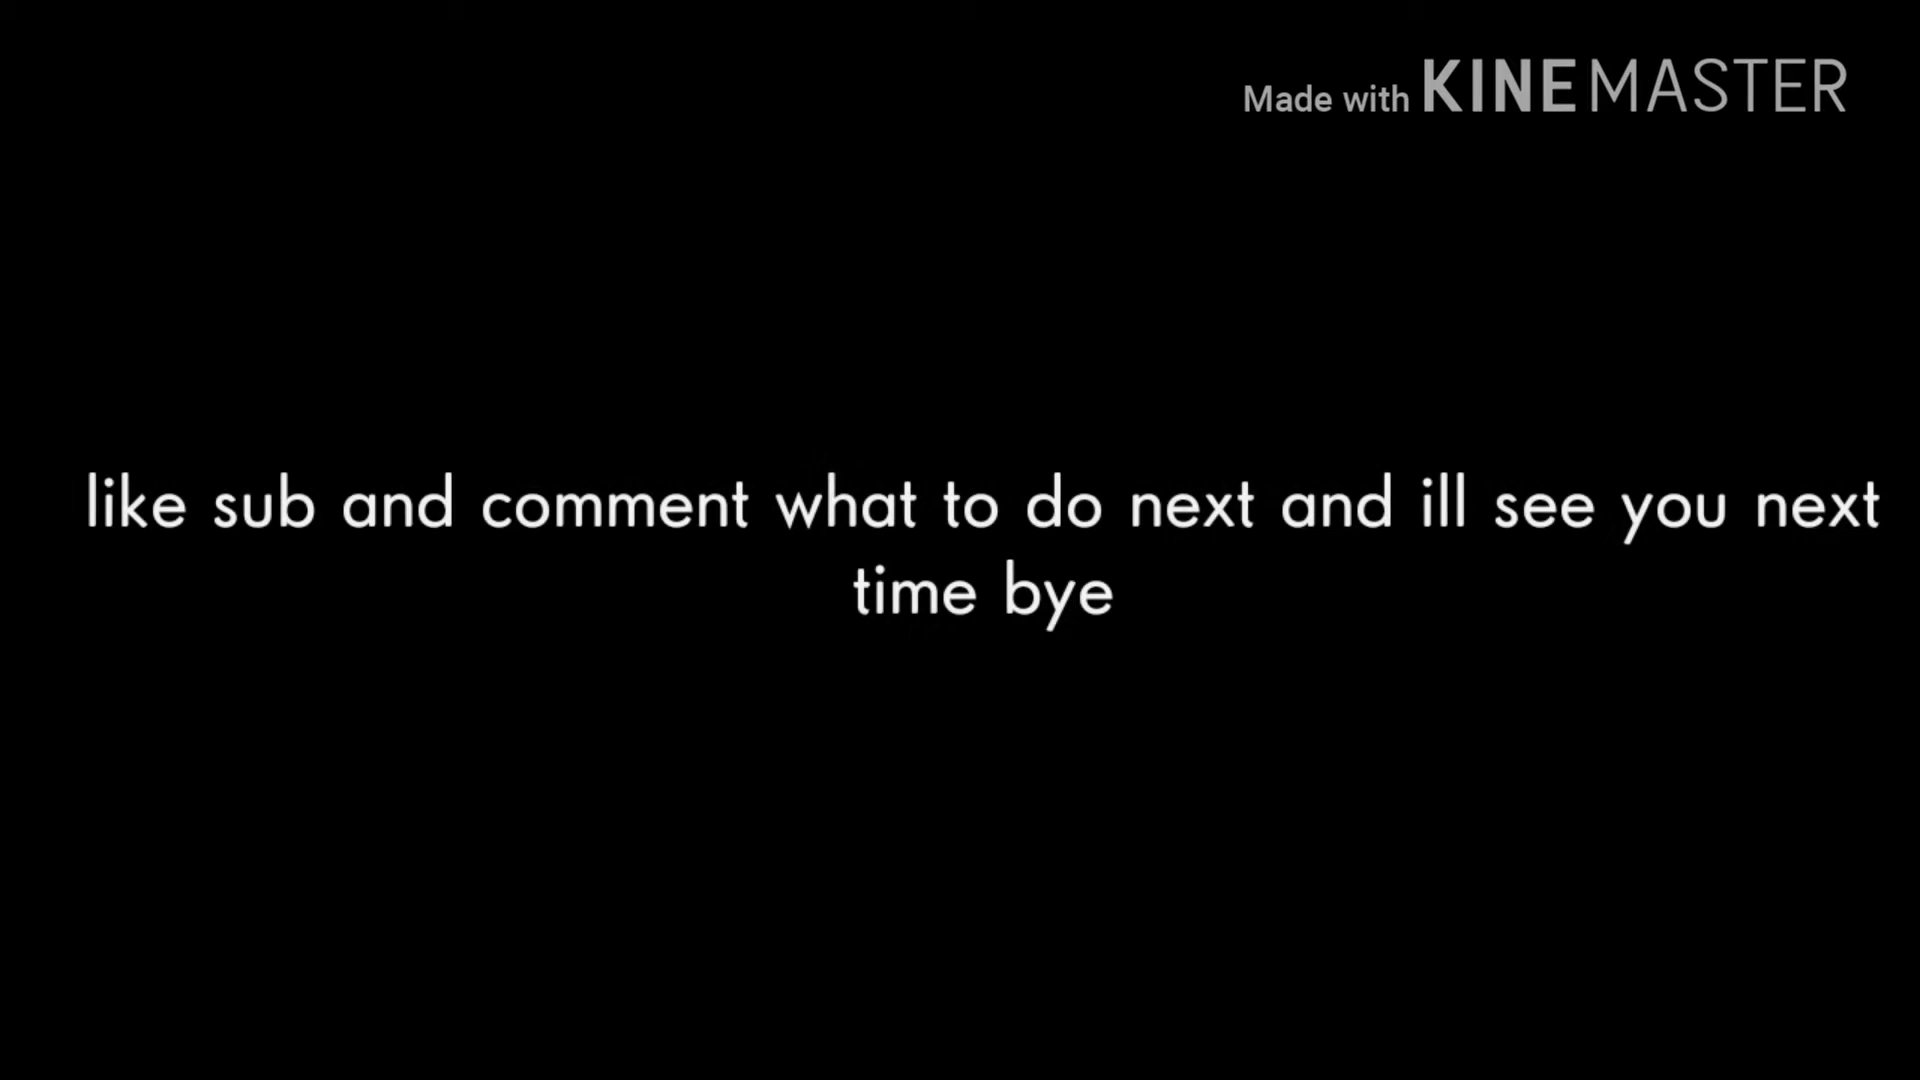 Made with KINEMASTER
like sub and comment what to do next and ill see you next
time bye